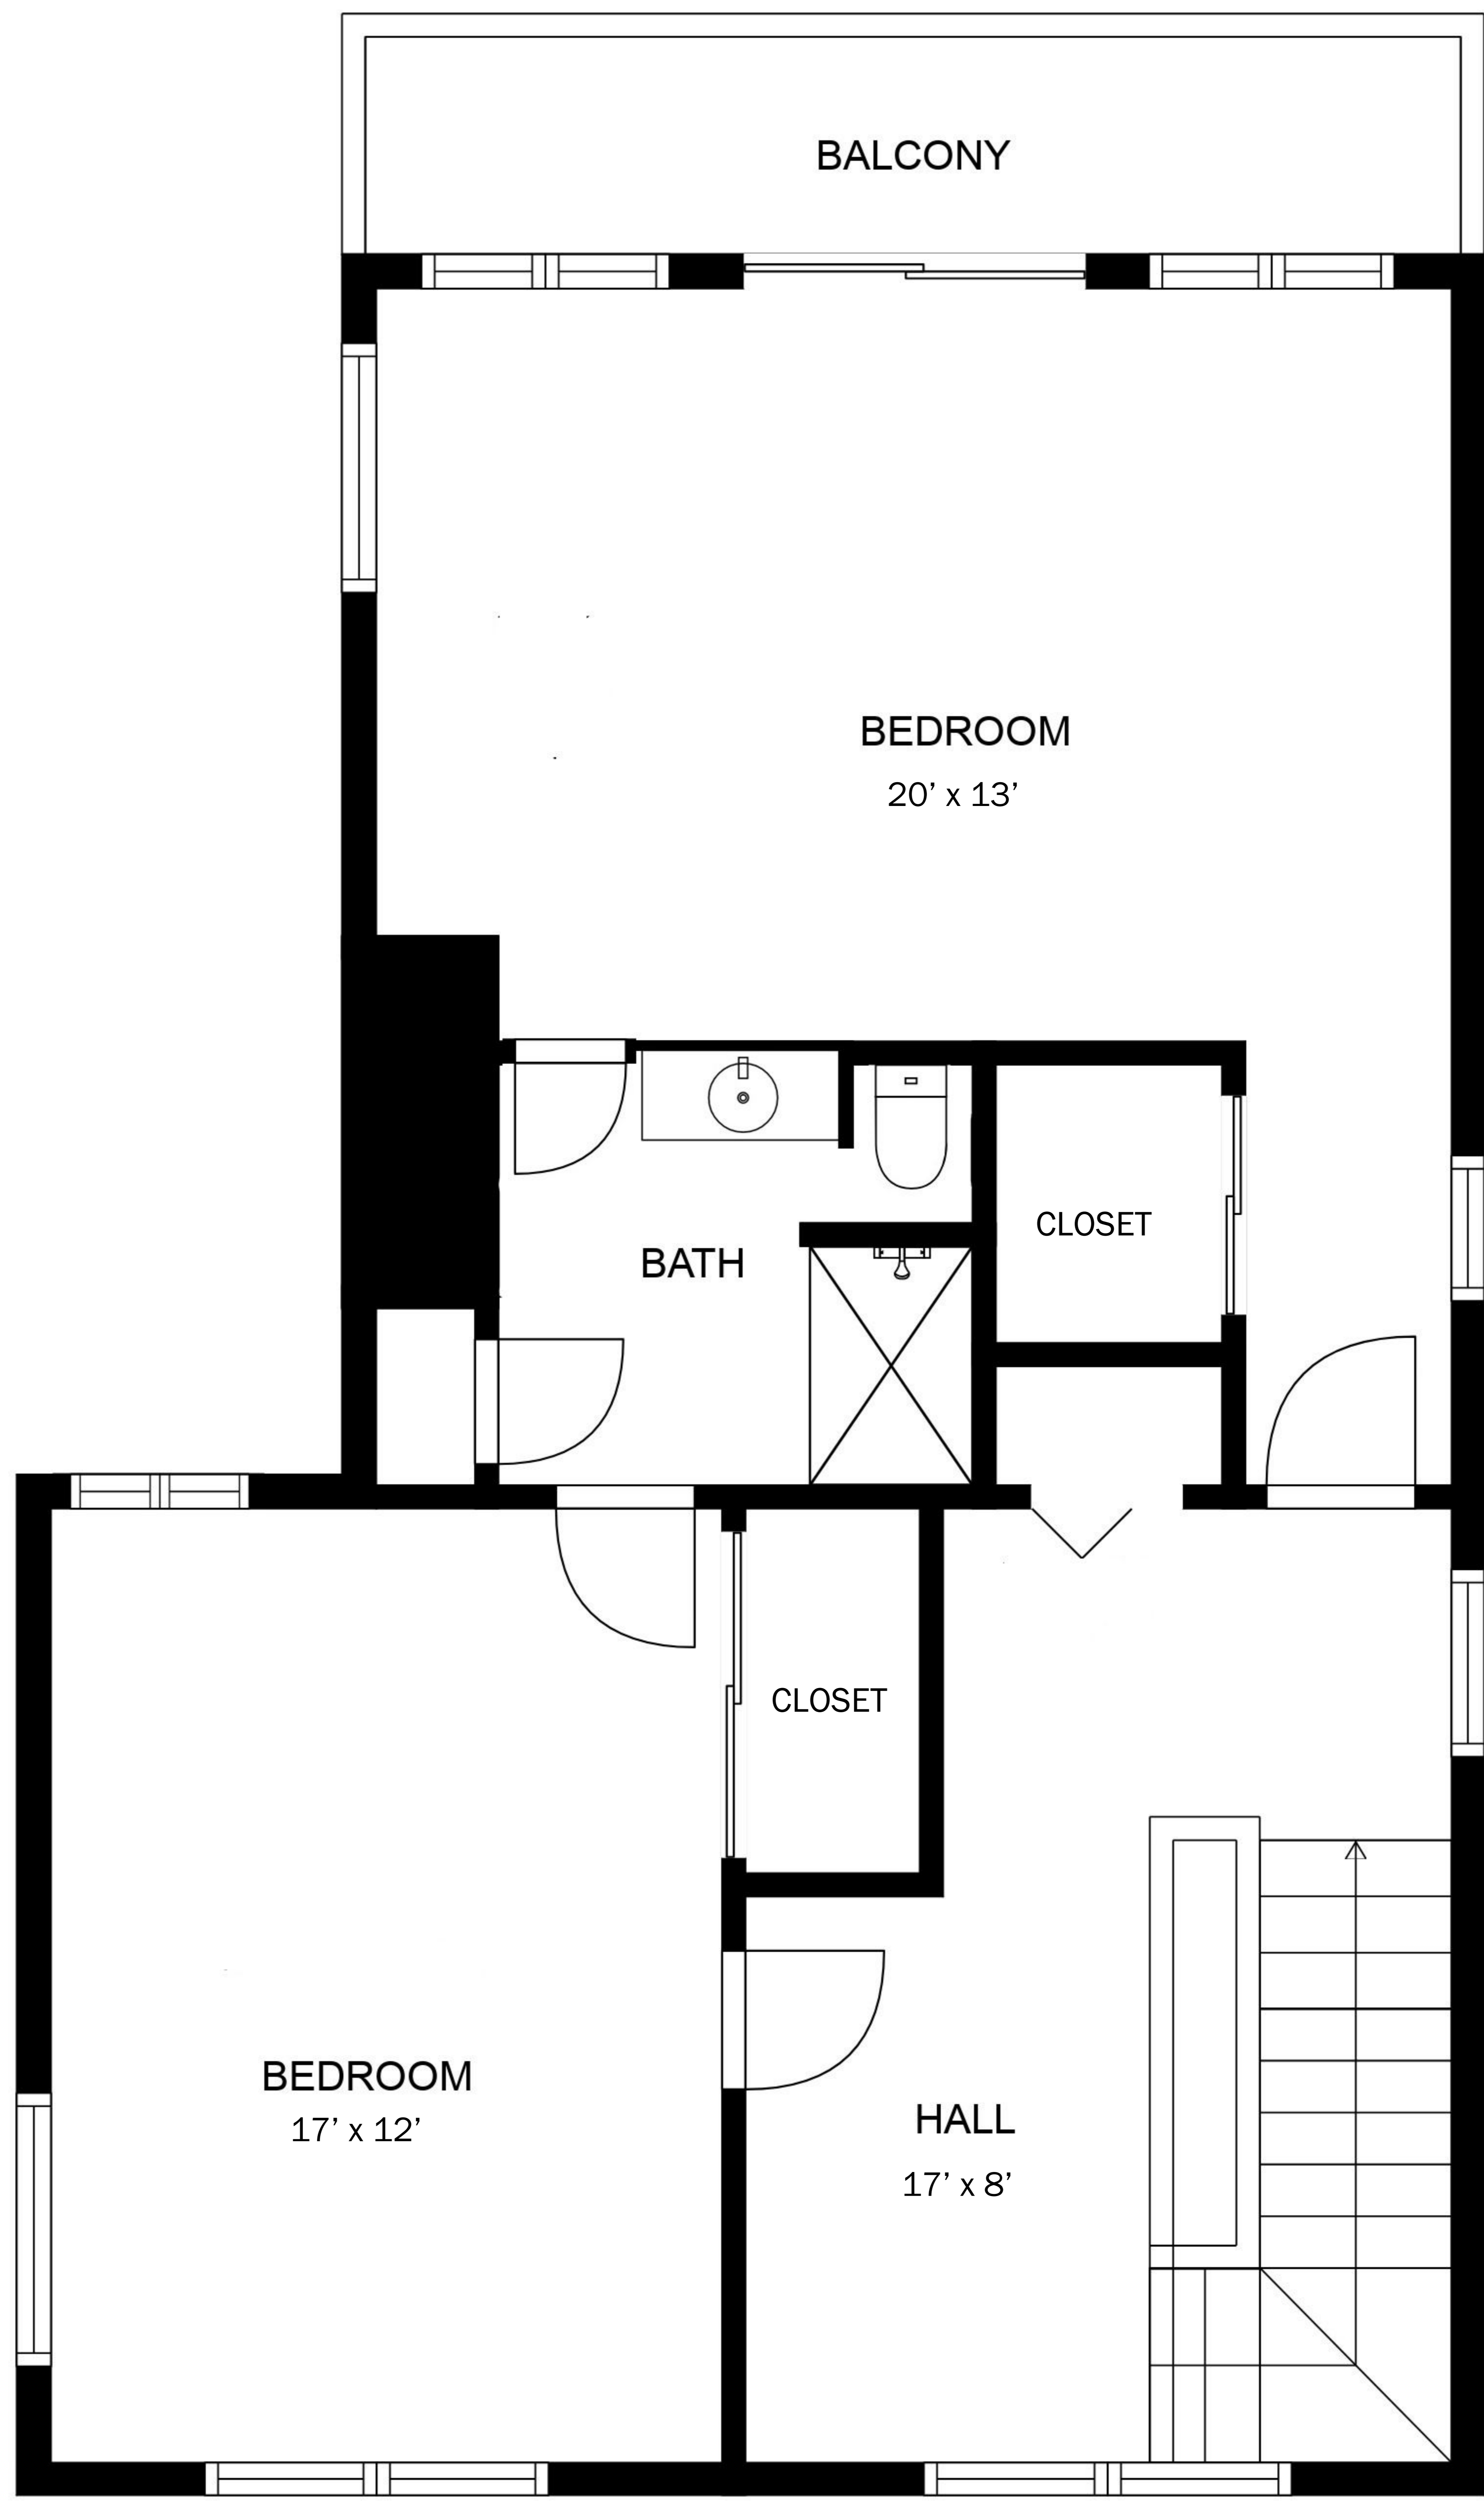 BALCONY
BEDROOM
20’ x 13’
CLOSET
BATH
CLOSET
BEDROOM
17’ x 12’
HALL
17’ x 8’